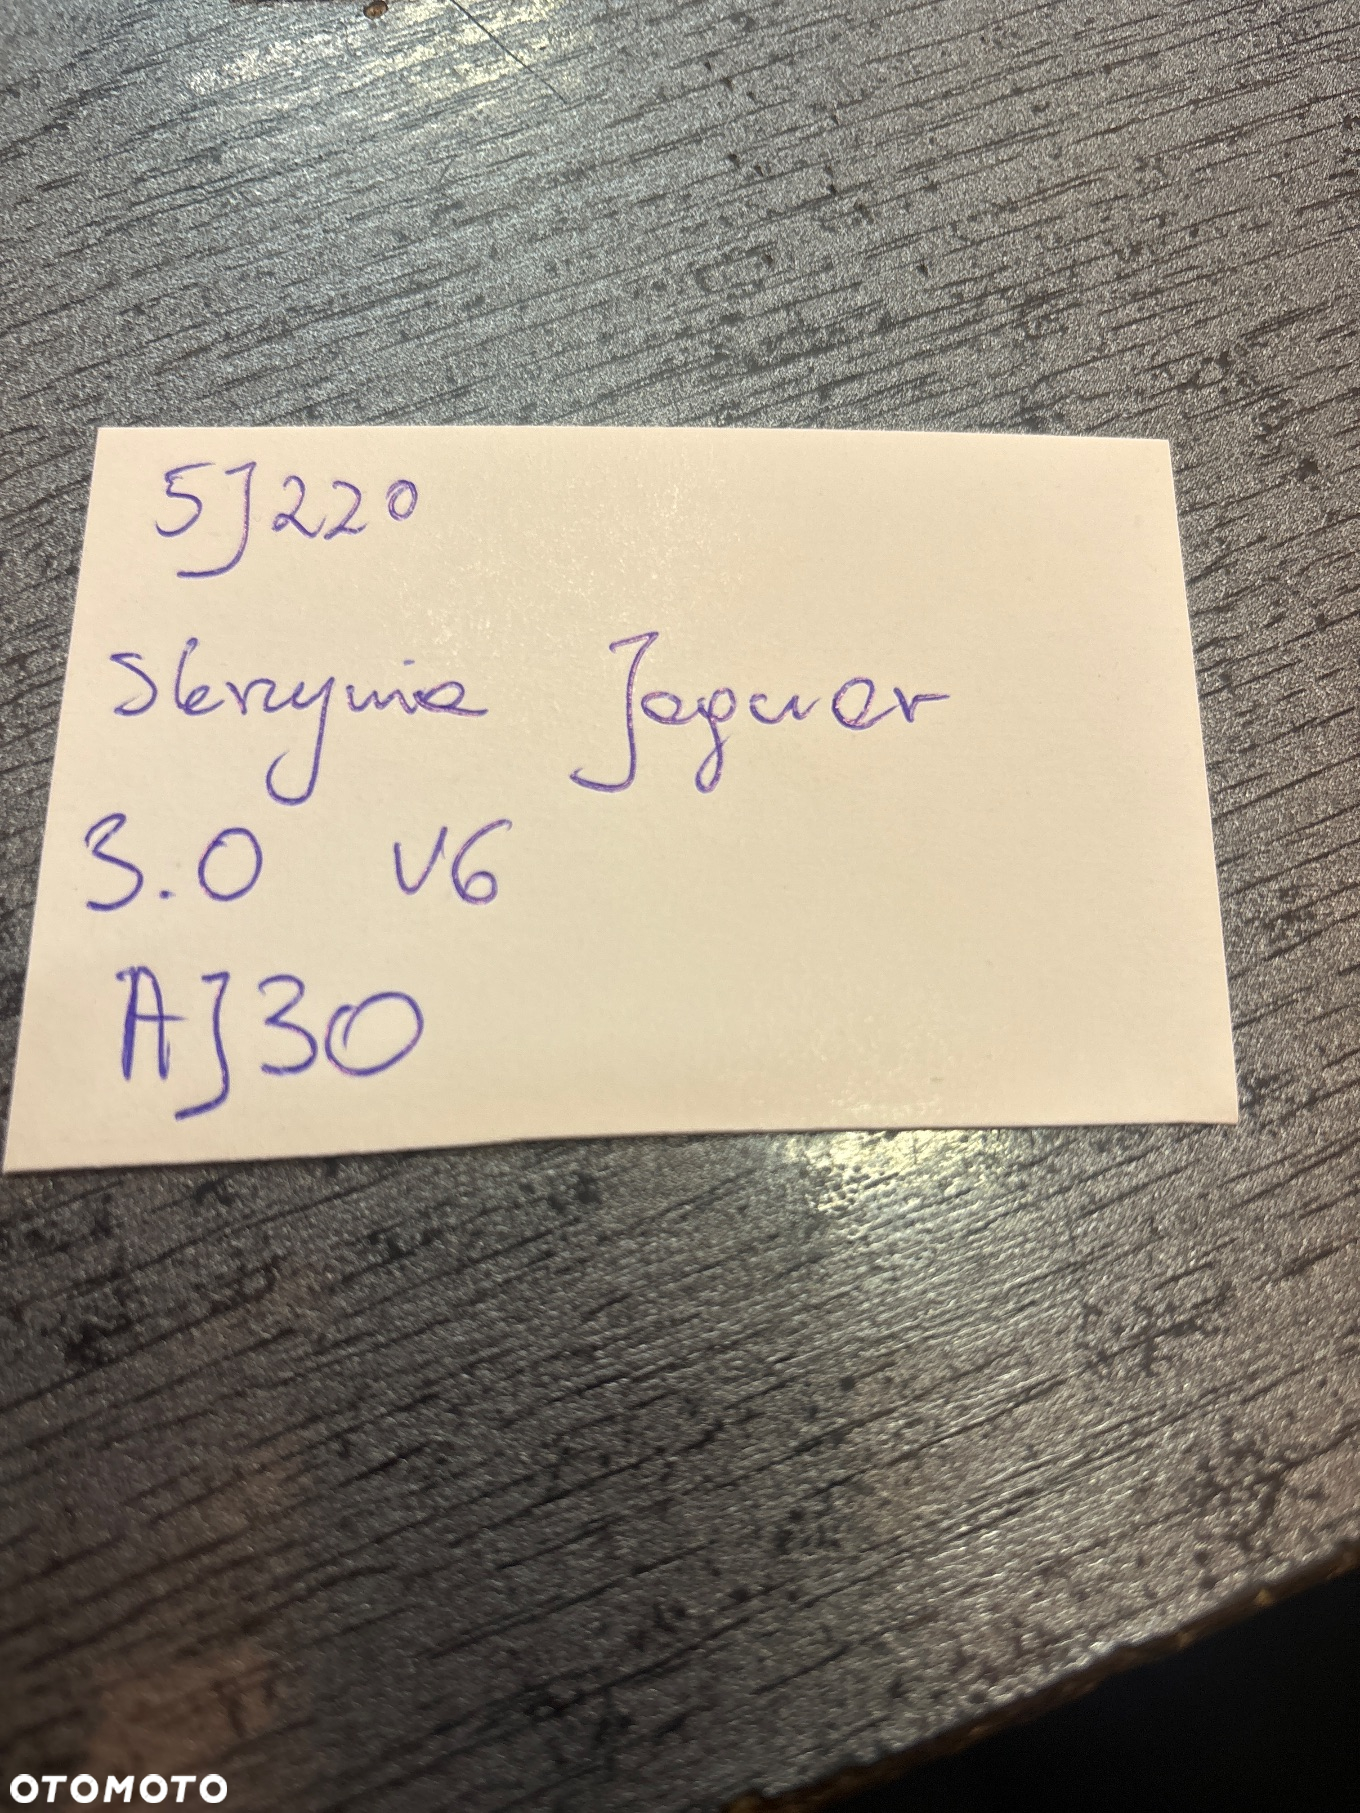 5J220
Skrzynia Jaguar
3.0 V6
AJ30
OTOMOTO